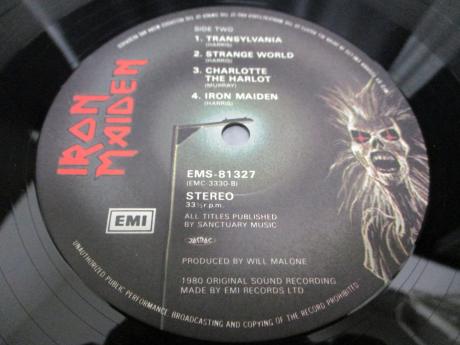 SIDE TWO
1. TRANSYLVANIA
(HARRIS)
2. STRANGE WORLD
(HARRIS)
3. CHARLOTTE
THE HARLOT
(MURRAY)
4. IRON MAIDEN
(HARRIS)
IRON
MAIDEN
EMS-81327
(EMC-3330-B)
STEREO
33⅓ r.p.m.
EMI
ALL TITLES PUBLISHED
BY SANCTUARY MUSIC
PRODUCED BY WILL MALONE
1980 ORIGINAL SOUND RECORDING
MADE BY EMI RECORDS LTD
UNAUTHORIZED PUBLIC PERFORMANCE, BROADCASTING AND COPYING OF THE RECORD PROHIBITED